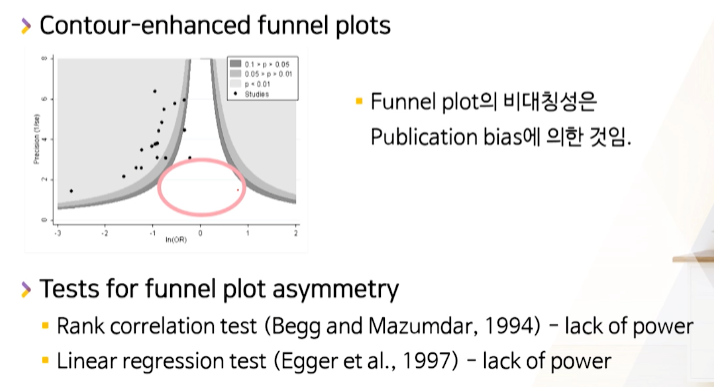 Contour-enhanced funnel plots
0.1 > p > 0.05
0.05 > p > 0.01
p < 0.01
Studies
Precision (1/se)
8
6
4
2
0
-3 -2 -1 0 1 2
ln(OR)
Funnel plot의 비대칭성은
Publication bias에 의한 것임.
Tests for funnel plot asymmetry
Rank correlation test (Begg and Mazumdar, 1994) – lack of power
Linear regression test (Egger et al., 1997) – lack of power